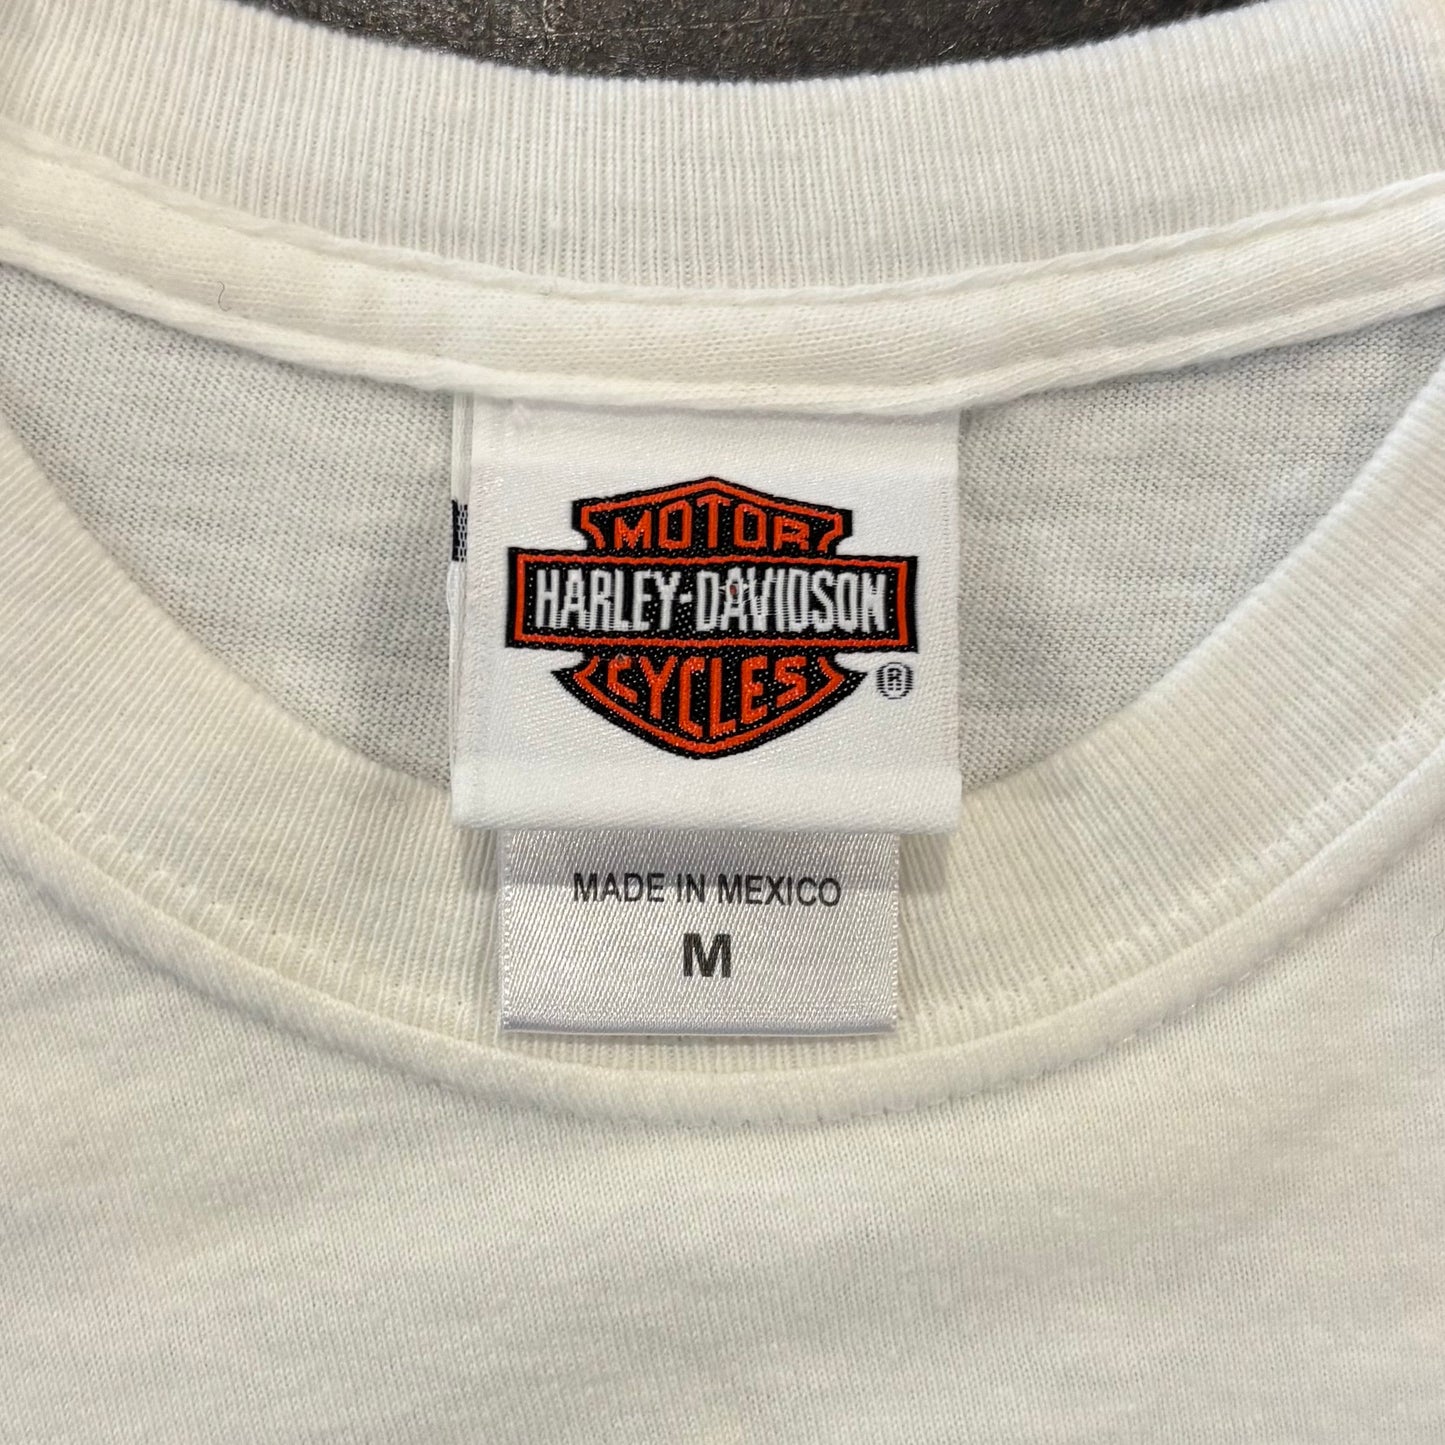 MOTOR
HARLEY-DAVIDSON
CYCLES
®
MADE IN MEXICO
M